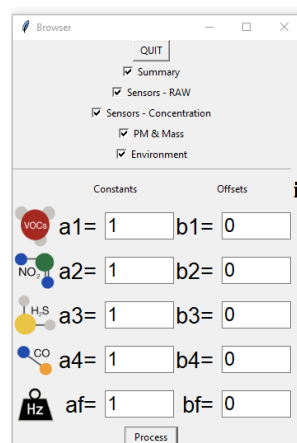 Browser
QUIT
Summary
Sensors - RAW
Sensors - Concentration
PM & Mass
Environment
Constants Offsets
VOCs a1= 1 b1= 0
NO2 a2= 1 b2= 0
H2S a3= 1 b3= 0
CO a4= 1 b4= 0
Hz af= 1 bf= 0
Process